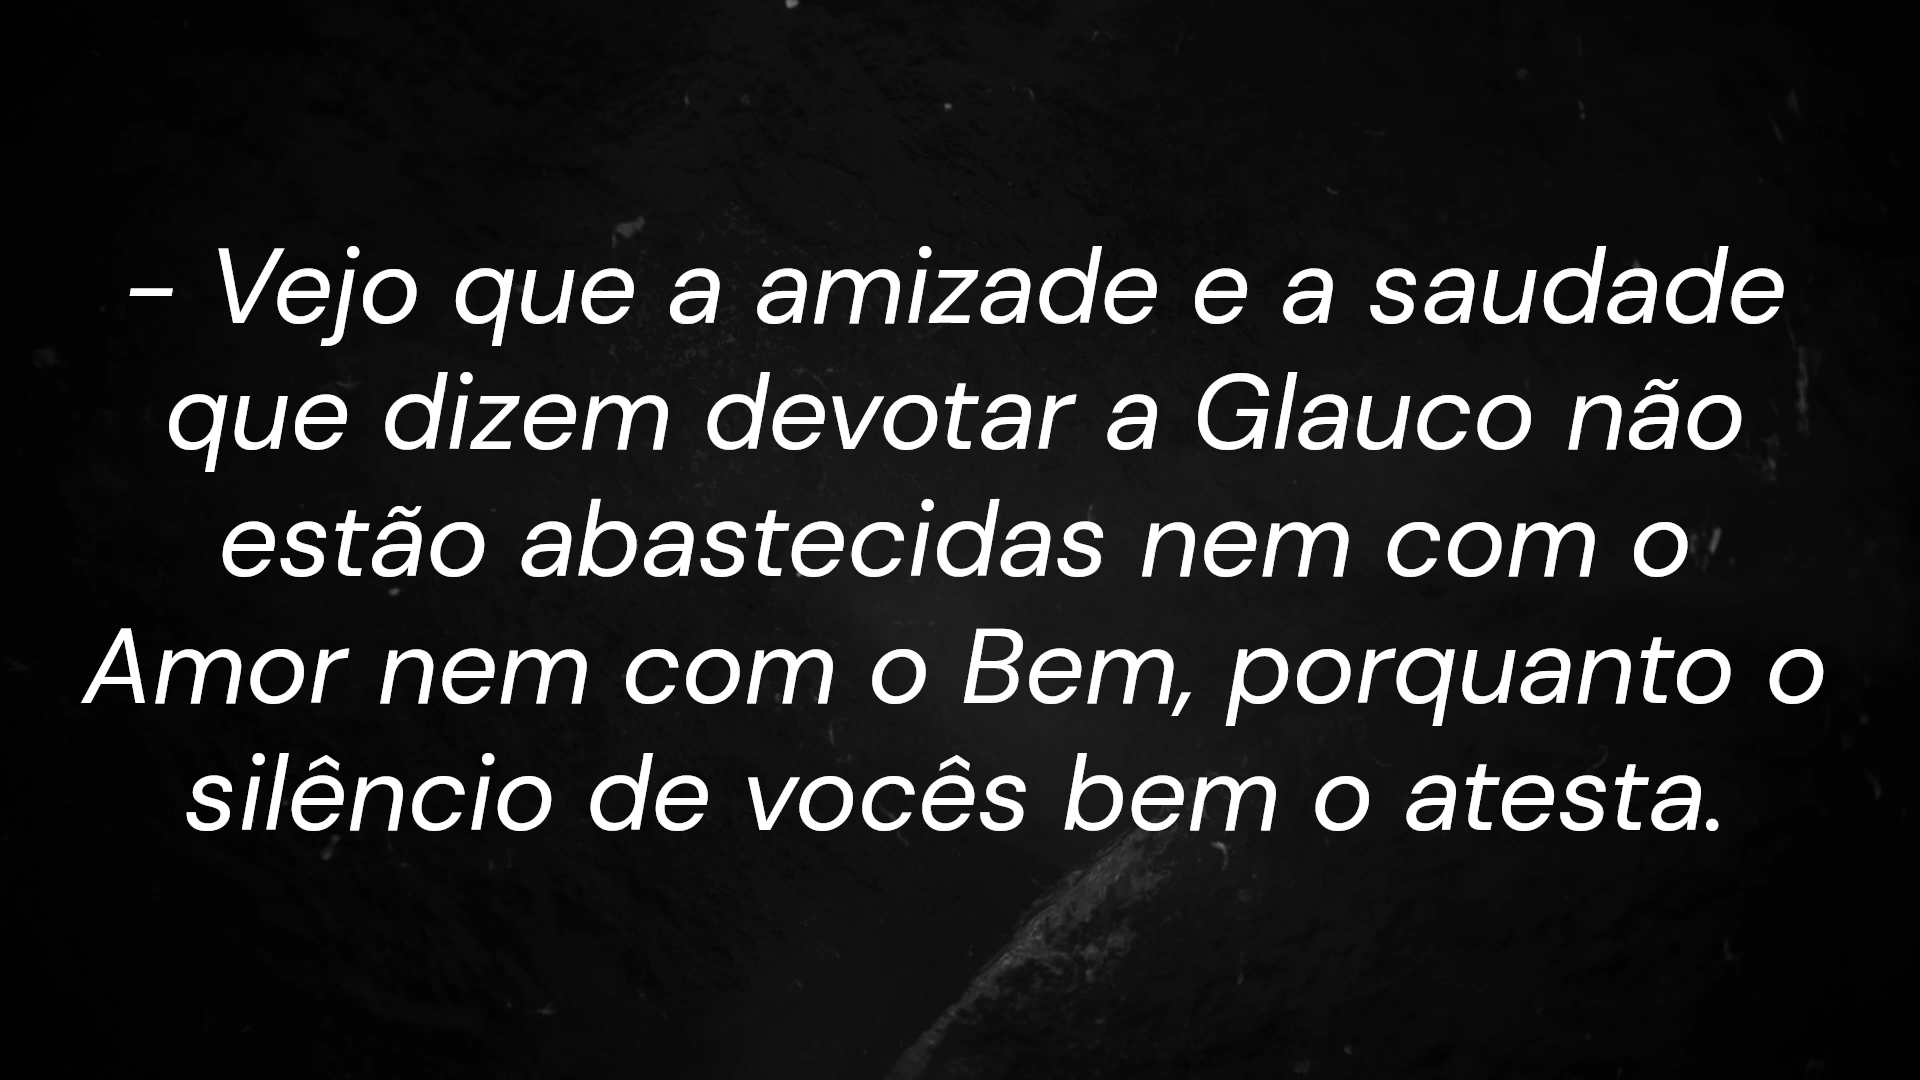 - Vejo que a amizade e a saudade
que dizem devotar a Glauco não
estão abastecidas nem com o
Amor nem com o Bem, porquanto o
silêncio de vocês bem o atesta.